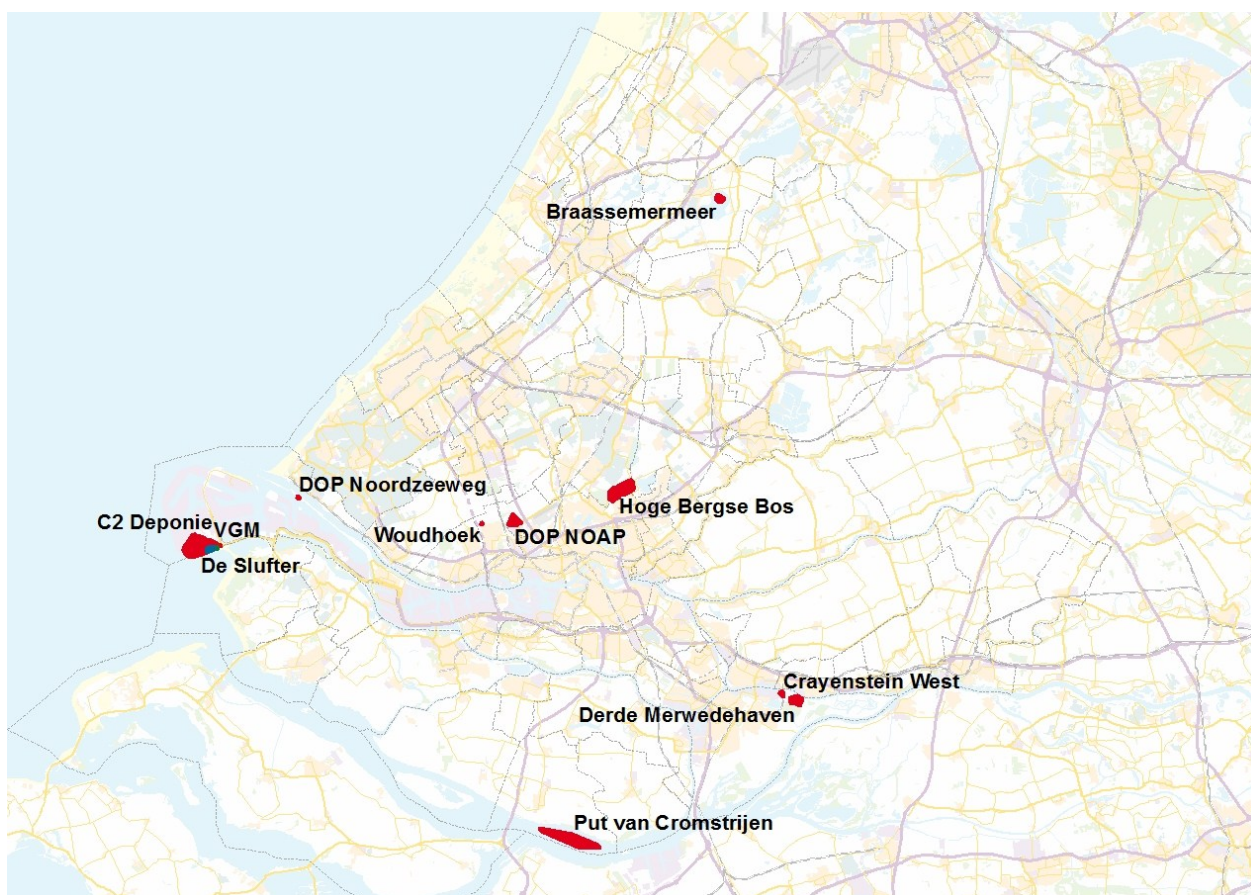 Braassemermeer
DOP Noordzeeweg
Hoge Bergse Bos
C2 Deponie
VGM
Woudhoek
DOP NOAP
De Slufter
Crayenstein West
Derde Merwedehaven
Put van Cromstrijen